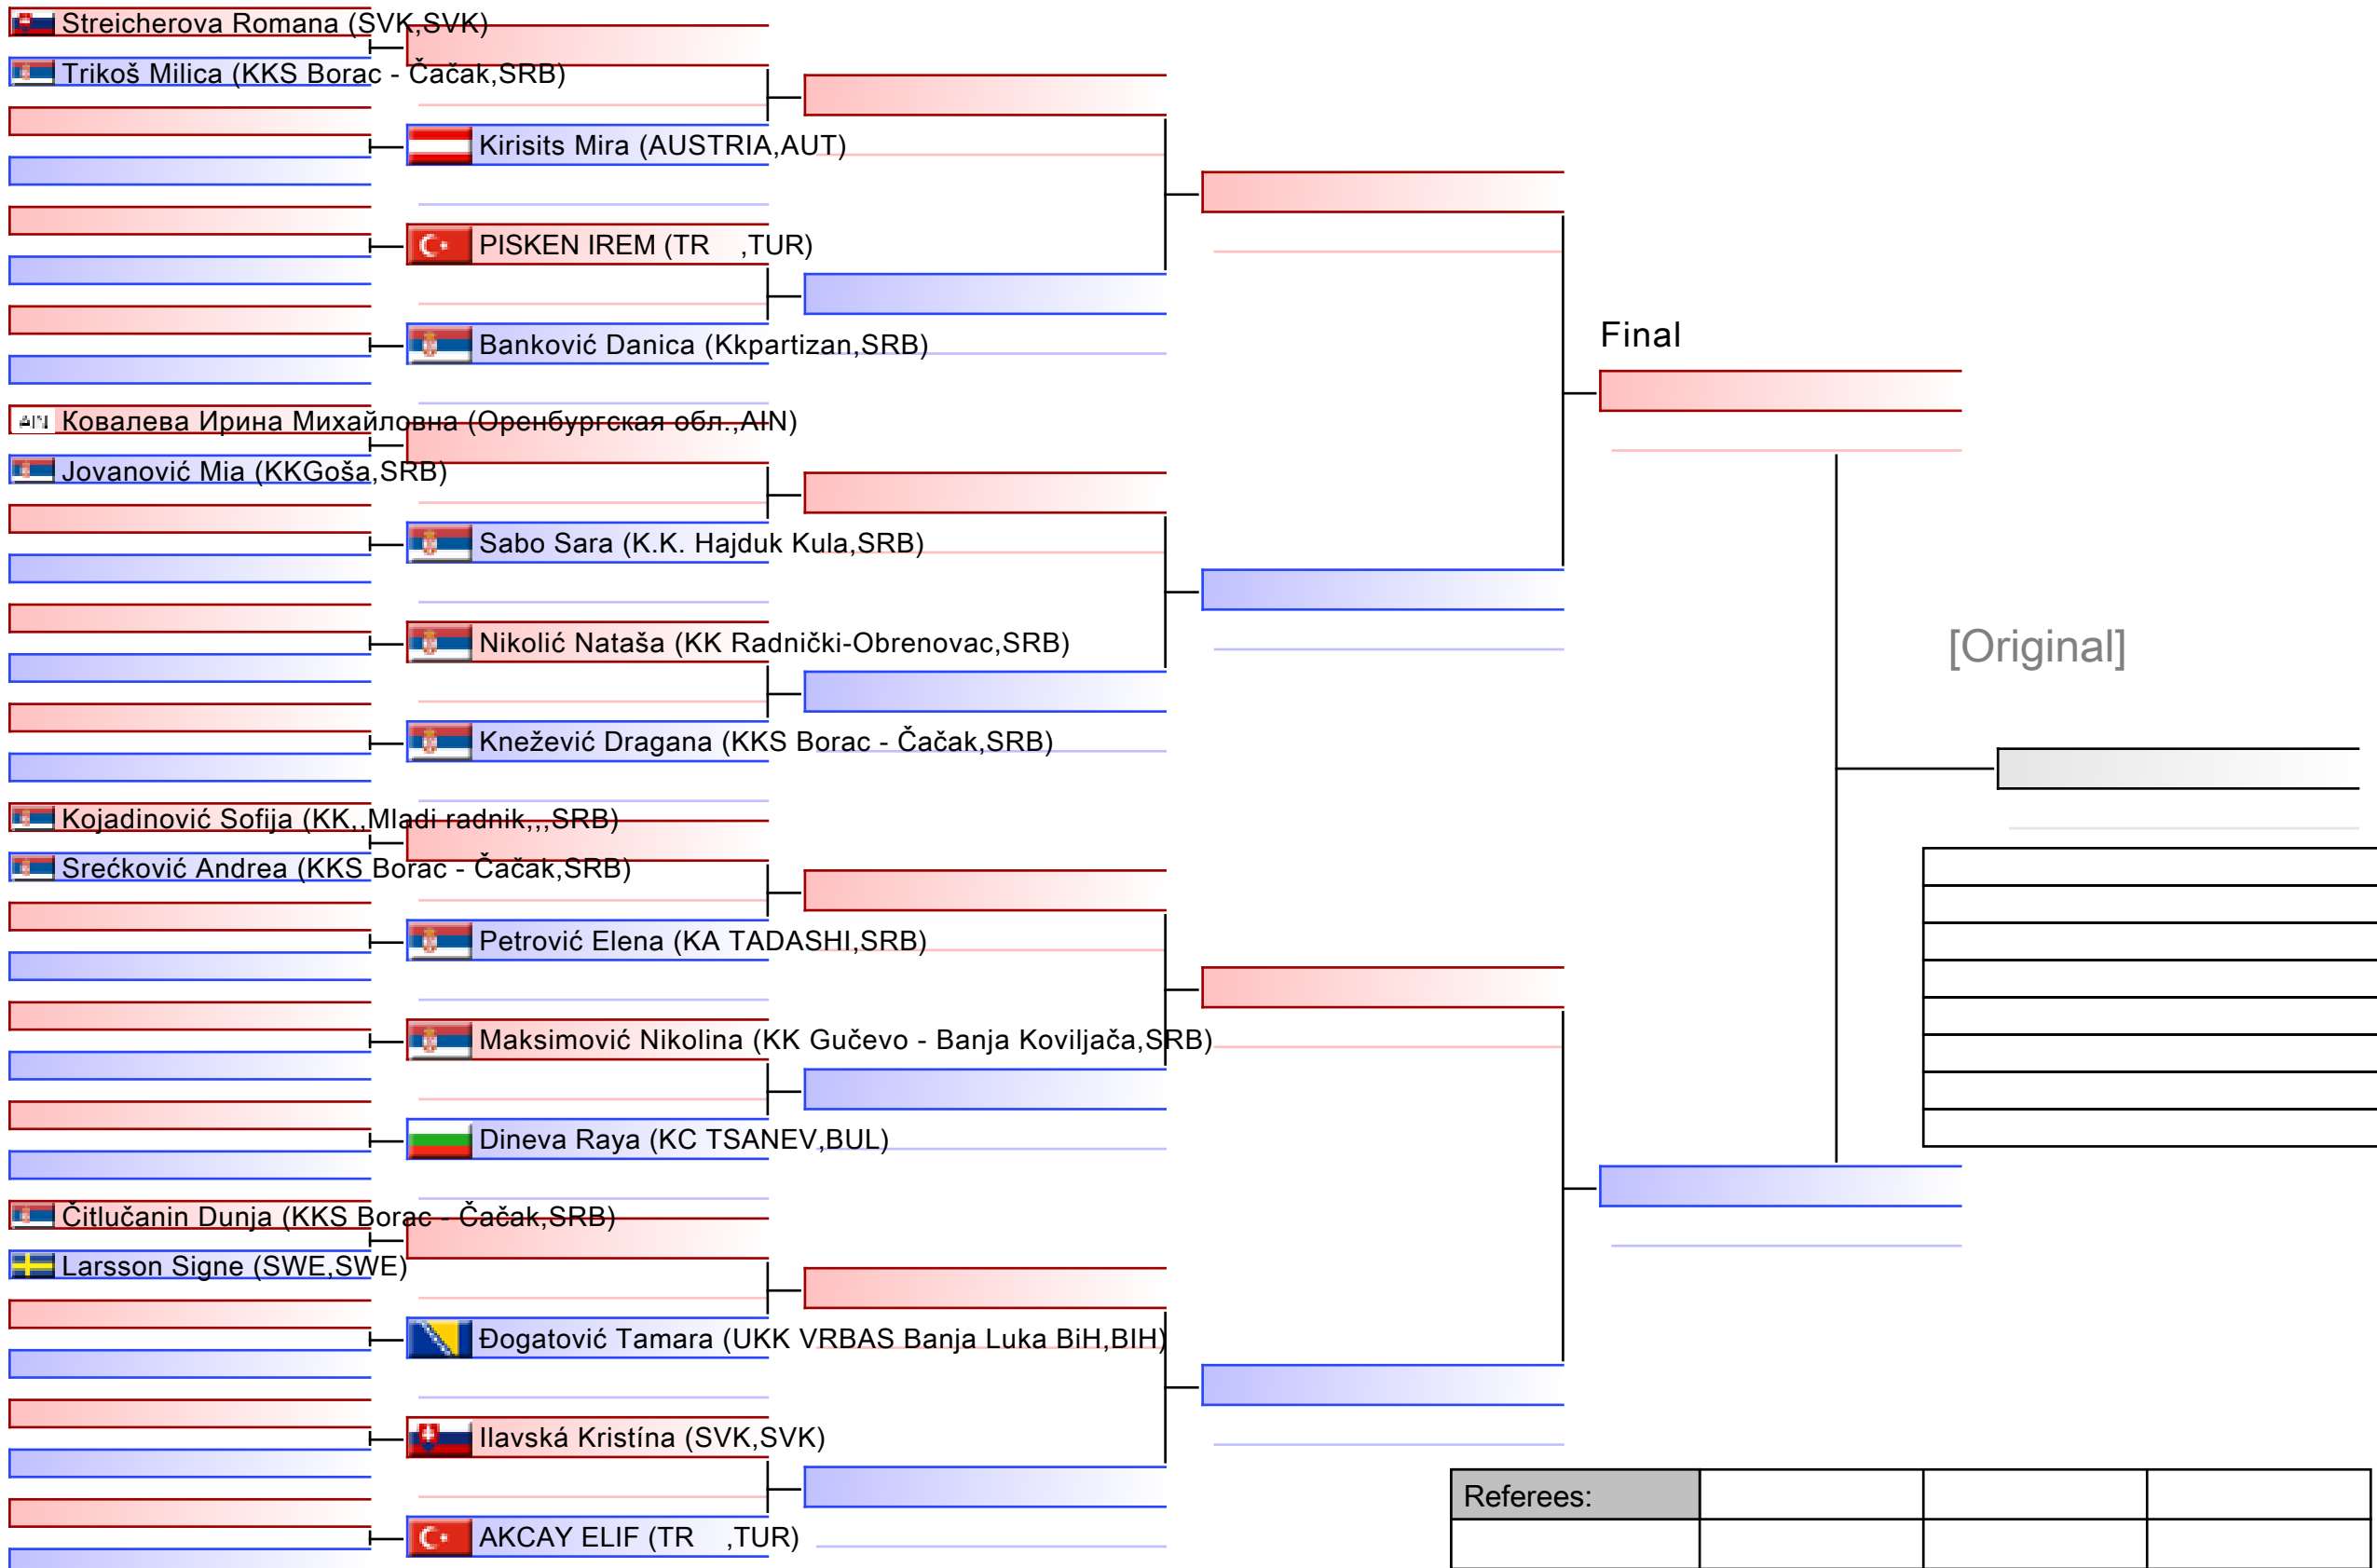 Streicherova Romana (SVK,SVK)
Trikoš Milica (KKS Borac - Čačak,SRB)
Kirisits Mira (AUSTRIA,AUT)
PISKEN IREM (TR ,TUR)
Banković Danica (Kkpartizan,SRB)
Final
AIN Ковалева Ирина Михайловна (Оренбургская обл.,AIN)
Jovanović Mia (KKGoša,SRB)
Sabo Sara (K.K. Hajduk Kula,SRB)
Nikolić Nataša (KK Radnički-Obrenovac,SRB)
[Original]
Knežević Dragana (KKS Borac - Čačak,SRB)
Kojadinović Sofija (KK,,Mladi radnik,,,SRB)
Srećković Andrea (KKS Borac - Čačak,SRB)
Petrović Elena (KA TADASHI,SRB)
Maksimović Nikolina (KK Gučevo - Banja Koviljača,SRB)
Dineva Raya (KC TSANEV,BUL)
Čitlučanin Dunja (KKS Borac - Čačak,SRB)
Larsson Signe (SWE,SWE)
Đogatović Tamara (UKK VRBAS Banja Luka BiH,BIH)
Ilavská Kristína (SVK,SVK)
Referees:
AKCAY ELIF (TR ,TUR)